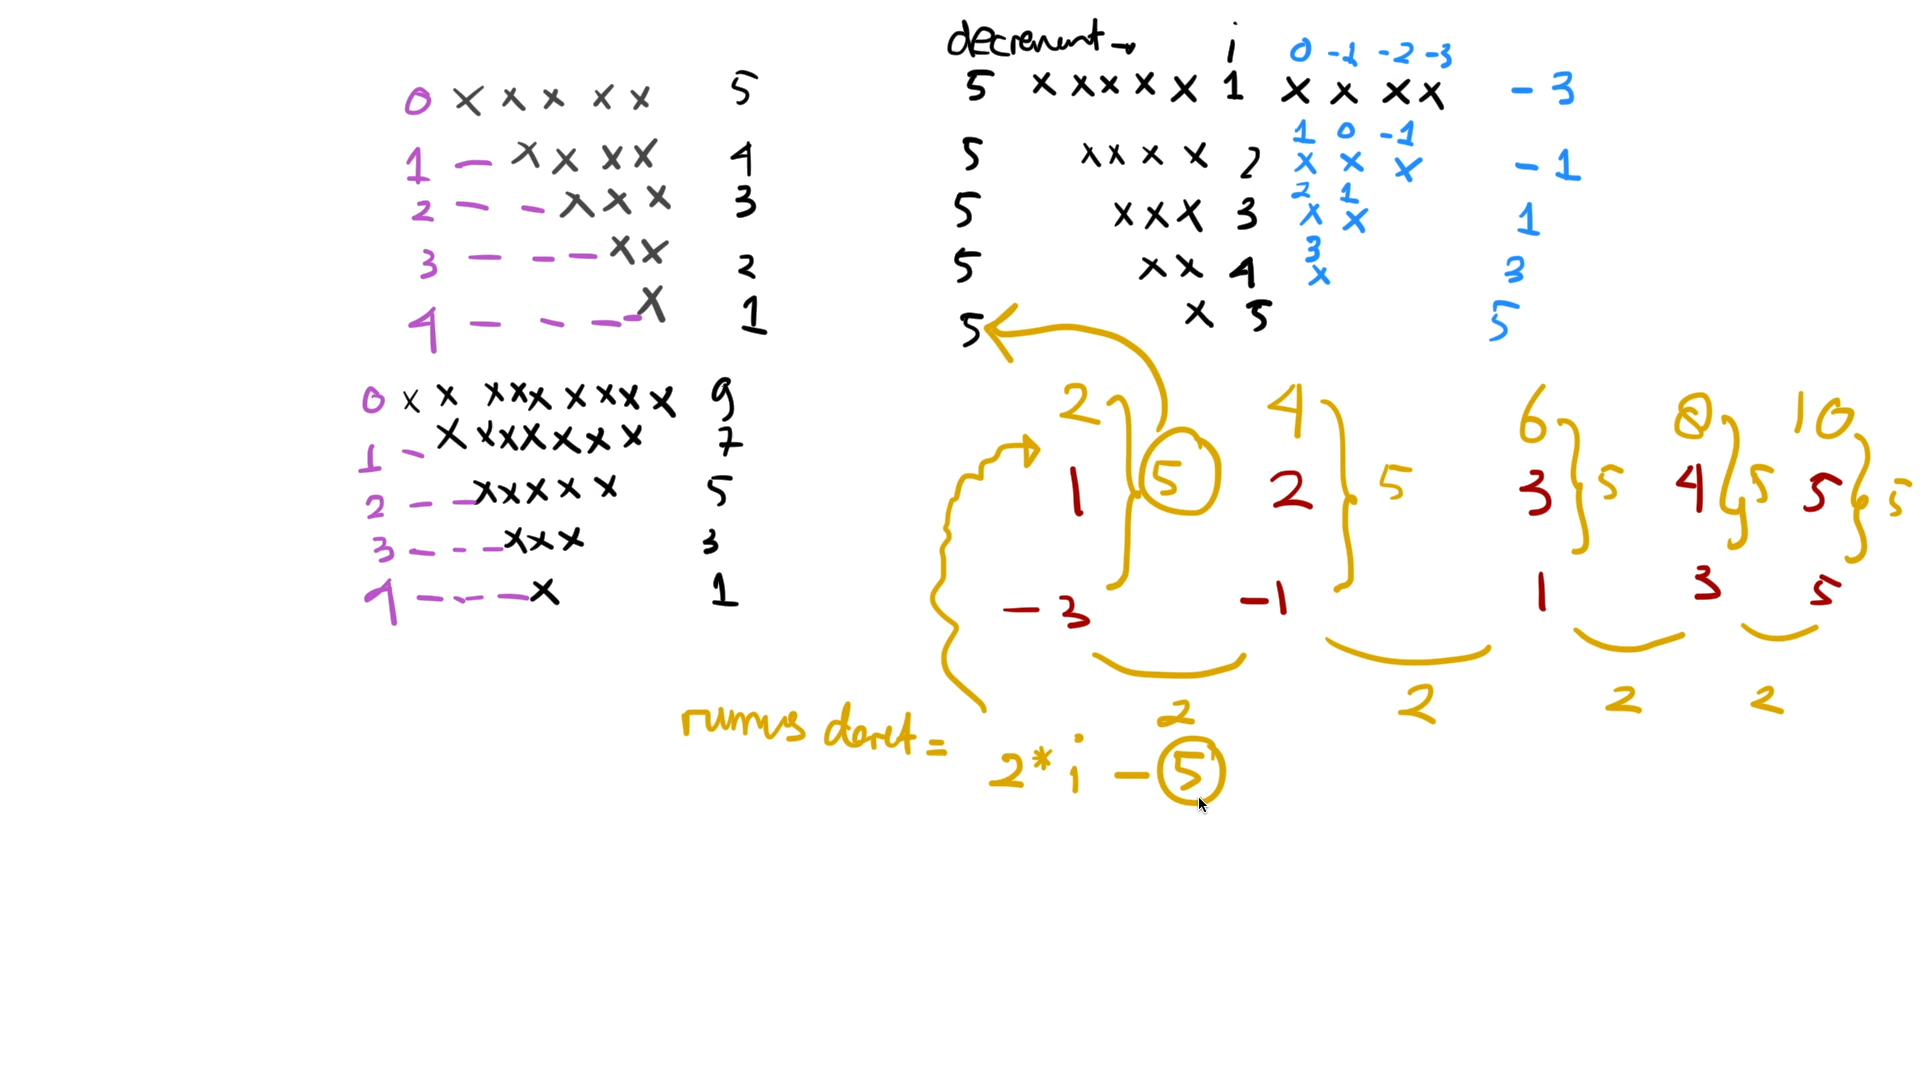 decrement → i 0 -1 -2 -3
0 x x x x x 5
5 x x x x x 1 x x x x -3
1 0 -1
1 - x x x x 4
5 x x x x 2 x x x -1
2 1
2 - - x x x 3
5 x x x 3 x x 1
3
3 - - - x x 2
5 x x 4 x 3
4 - - - - x 1
5 x 5 5
0 x x x x x x x x x 9
1 - x x x x x x x 7
2 - - x x x x x 5
3 - - - x x x 3
4 - - - - x 1
2 4 6 8 10
1 5 2 5 3 5 4 5 5 5
-3 -1 1 3 5
2 2 2 2
rumus deret = 2 * i - 5